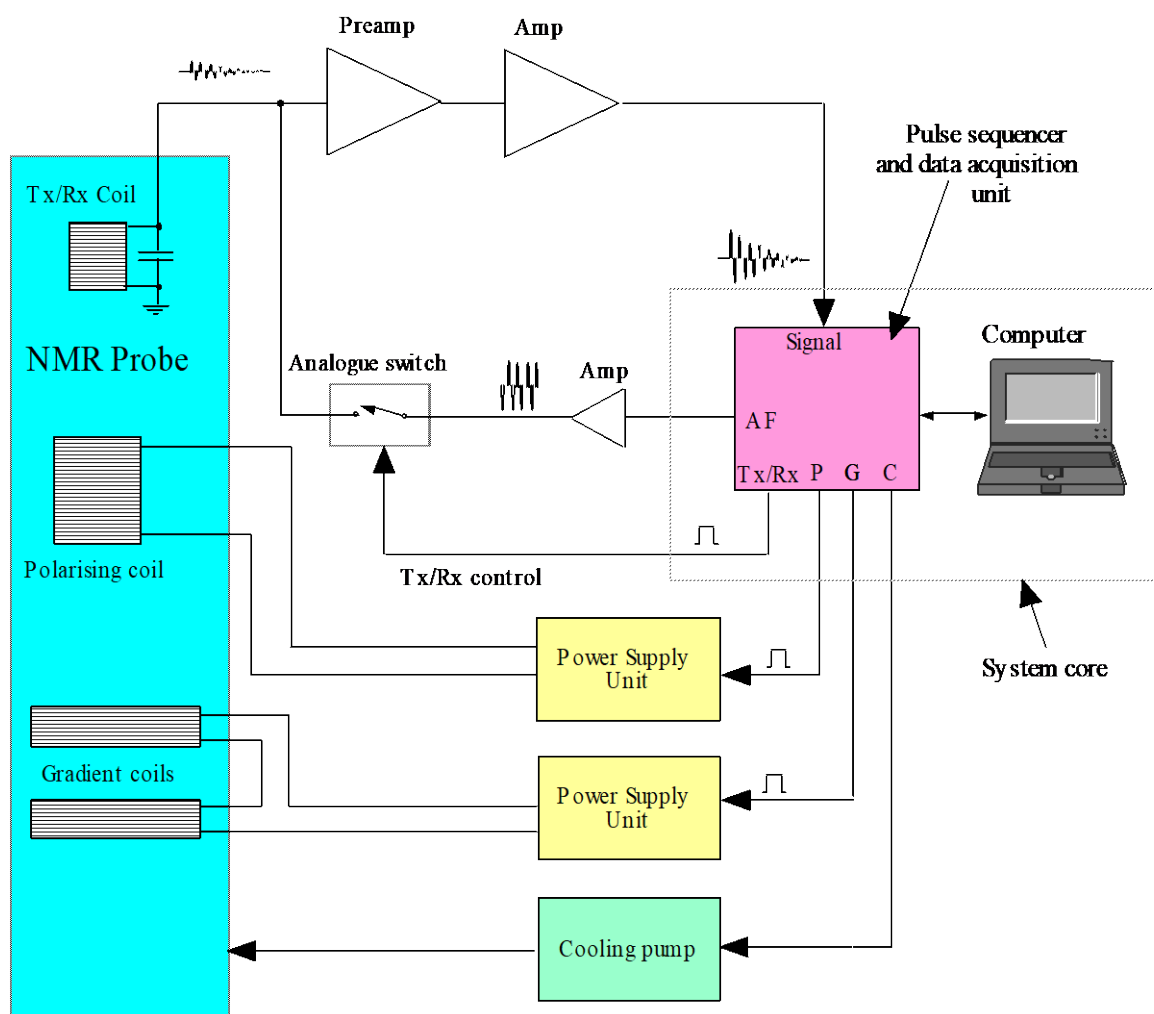 Preamp
Amp
Pulse sequencer
and data acquisition
unit
Tx/Rx Coil
NMR Probe
Signal
Computer
Analogue switch
Amp
AF
Tx/Rx P G C
Polarising coil
Tx/Rx control
Power Supply
Unit
System core
Gradient coils
Power Supply
Unit
Cooling pump